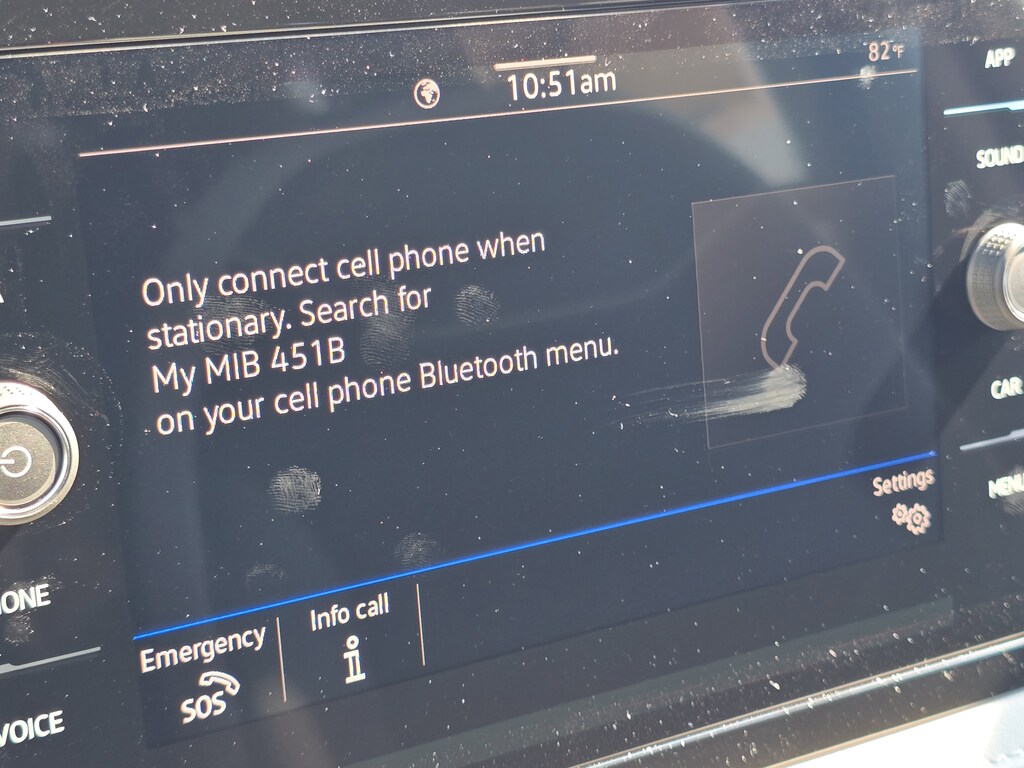 82°F
10:51am
APP
SOUND
Only connect cell phone when
stationary. Search for
My MIB 451B
on your cell phone Bluetooth menu.
CAR
Settings
MENU
Emergency
SOS
Info call
i
ONE
VOICE